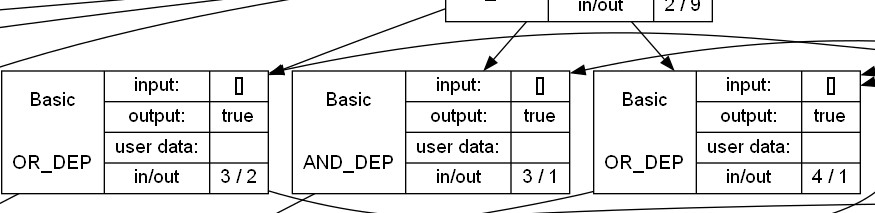 in/out 2 / 9
Basic
OR_DEP
input: []
output: true
user data:
in/out 3 / 2
Basic
AND_DEP
input: []
output: true
user data:
in/out 3 / 1
Basic
OR_DEP
input: []
output: true
user data:
in/out 4 / 1